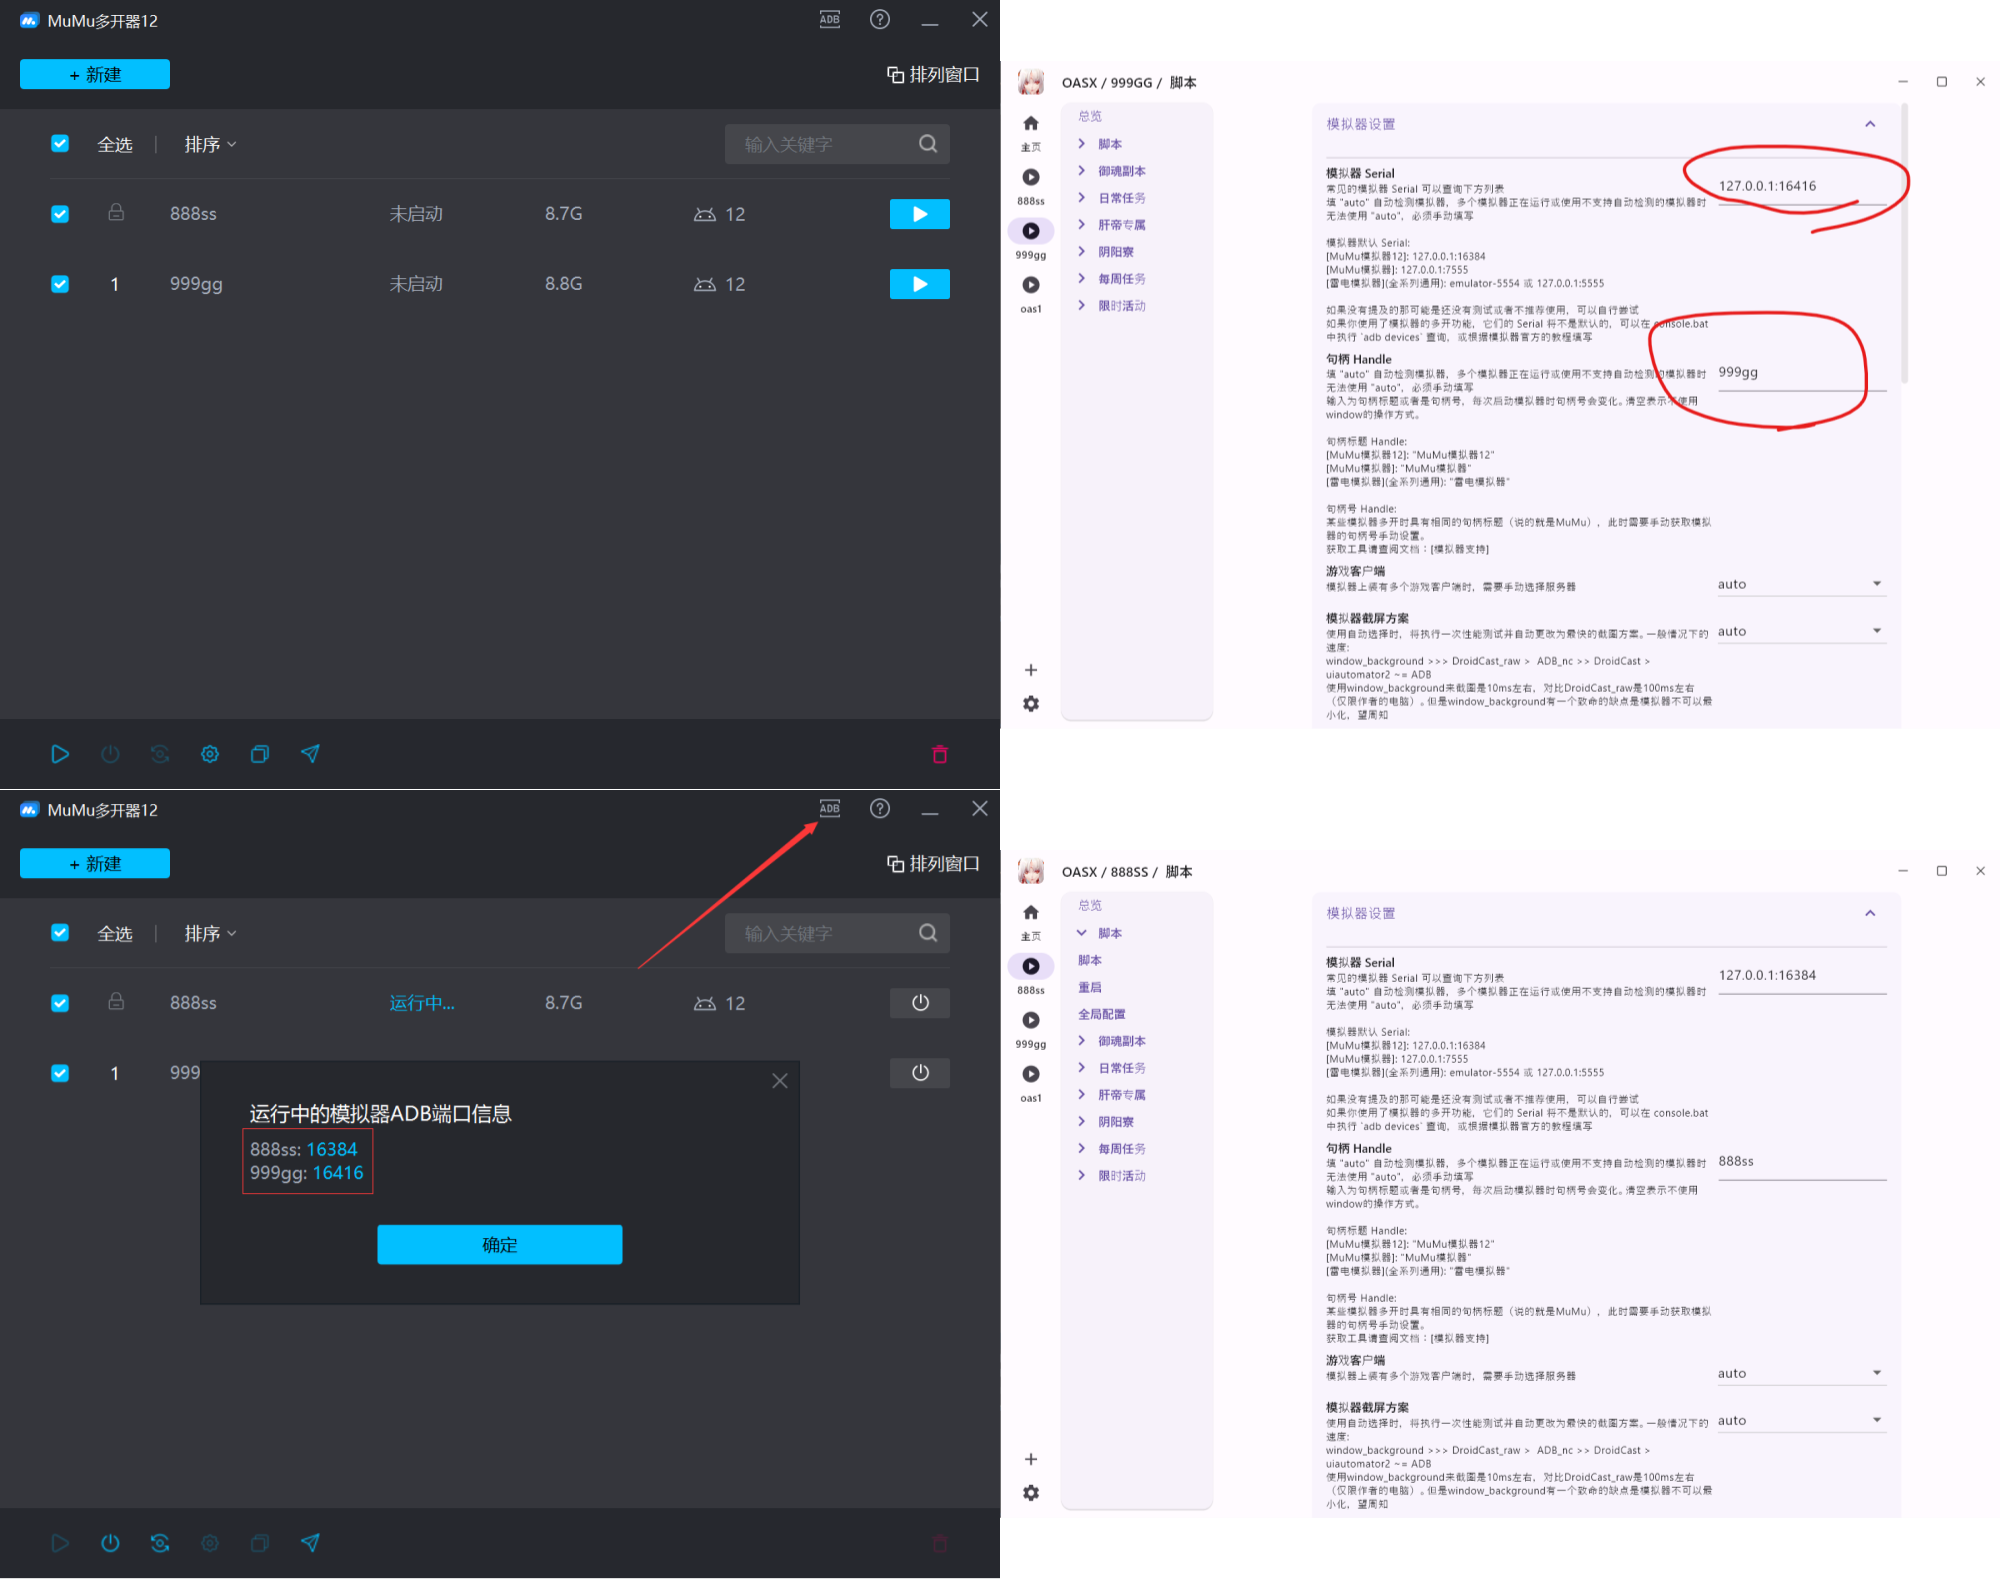 MuMu多开器12
ADB
+ 新建
排列窗口
全选
排序
输入关键字
888ss 未启动 8.7G 12
1 999gg 未启动 8.8G 12
OASX / 999GG / 脚本
主页
888ss
999gg
oas1
总览
脚本
御魂副本
日常任务
肝帝专属
阴阳寮
每周任务
限时活动
模拟器设置
模拟器 Serial
127.0.0.1:16416
常见的模拟器 Serial 可以查询下方列表
填 "auto" 自动检测模拟器，多个模拟器正在运行或使用不支持自动检测的模拟器时
无法使用 "auto"，必须手动填写
模拟器默认 Serial:
[MuMu模拟器12]: 127.0.0.1:16384
[MuMu模拟器]: 127.0.0.1:7555
[雷电模拟器](全系列通用): emulator-5554 或 127.0.0.1:5555
如果没有提及的那可能是还没有测试或者不推荐使用，可以自行尝试
如果你使用了模拟器的多开功能，它们的 Serial 将不是默认的，可以在 console.bat
中执行 `adb devices` 查询，或根据模拟器官方的教程填写
句柄 Handle
999gg
填 "auto" 自动检测模拟器，多个模拟器正在运行或使用不支持自动检测的模拟器时
无法使用 "auto"，必须手动填写
输入为句柄标题或者是句柄号，每次启动模拟器时句柄号会变化。清空表示不使用
window的操作方式。
句柄标题 Handle:
[MuMu模拟器12]: "MuMu模拟器12"
[MuMu模拟器]: "MuMu模拟器"
[雷电模拟器](全系列通用): "雷电模拟器"
句柄号 Handle:
某些模拟器多开时具有相同的句柄标题（说的就是MuMu），此时需要手动获取模拟
器的句柄号手动设置。
获取工具请查阅文档：[模拟器支持]
游戏客户端
auto
模拟器上装有多个游戏客户端时，需要手动选择服务器
模拟器截屏方案
auto
使用自动选择时，将执行一次性能测试并自动更改为最快的截图方案。一般情况下的
速度:
window_background >>> DroidCast_raw > ADB_nc >> DroidCast >
uiautomator2 ~= ADB
使用window_background来截图是10ms左右，对比DroidCast_raw是100ms左右
（仅限作者的电脑）。但是window_background有一个致命的缺点是模拟器不可以最
小化，望周知
MuMu多开器12
ADB
+ 新建
排列窗口
全选
排序
输入关键字
888ss 运行中... 8.7G 12
1 999
运行中的模拟器ADB端口信息
888ss: 16384
999gg: 16416
确定
OASX / 888SS / 脚本
主页
888ss
999gg
oas1
总览
脚本
脚本
重启
全局配置
御魂副本
日常任务
肝帝专属
阴阳寮
每周任务
限时活动
模拟器设置
模拟器 Serial
127.0.0.1:16384
常见的模拟器 Serial 可以查询下方列表
填 "auto" 自动检测模拟器，多个模拟器正在运行或使用不支持自动检测的模拟器时
无法使用 "auto"，必须手动填写
模拟器默认 Serial:
[MuMu模拟器12]: 127.0.0.1:16384
[MuMu模拟器]: 127.0.0.1:7555
[雷电模拟器](全系列通用): emulator-5554 或 127.0.0.1:5555
如果没有提及的那可能是还没有测试或者不推荐使用，可以自行尝试
如果你使用了模拟器的多开功能，它们的 Serial 将不是默认的，可以在 console.bat
中执行 `adb devices` 查询，或根据模拟器官方的教程填写
句柄 Handle
888ss
填 "auto" 自动检测模拟器，多个模拟器正在运行或使用不支持自动检测的模拟器时
无法使用 "auto"，必须手动填写
输入为句柄标题或者是句柄号，每次启动模拟器时句柄号会变化。清空表示不使用
window的操作方式。
句柄标题 Handle:
[MuMu模拟器12]: "MuMu模拟器12"
[MuMu模拟器]: "MuMu模拟器"
[雷电模拟器](全系列通用): "雷电模拟器"
句柄号 Handle:
某些模拟器多开时具有相同的句柄标题（说的就是MuMu），此时需要手动获取模拟
器的句柄号手动设置。
获取工具请查阅文档：[模拟器支持]
游戏客户端
auto
模拟器上装有多个游戏客户端时，需要手动选择服务器
模拟器截屏方案
auto
使用自动选择时，将执行一次性能测试并自动更改为最快的截图方案。一般情况下的
速度:
window_background >>> DroidCast_raw > ADB_nc >> DroidCast >
uiautomator2 ~= ADB
使用window_background来截图是10ms左右，对比DroidCast_raw是100ms左右
（仅限作者的电脑）。但是window_background有一个致命的缺点是模拟器不可以最
小化，望周知